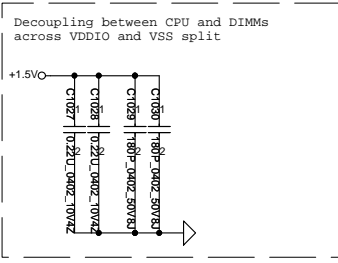 Decoupling between CPU and DIMMs
across VDDIO and VSS split
+1.5V
C1027
1
2
0.22U_0402_10V4Z
C1028
1
2
0.22U_0402_10V4Z
C1029
1
2
180P_0402_50V8J
C1030
1
2
180P_0402_50V8J